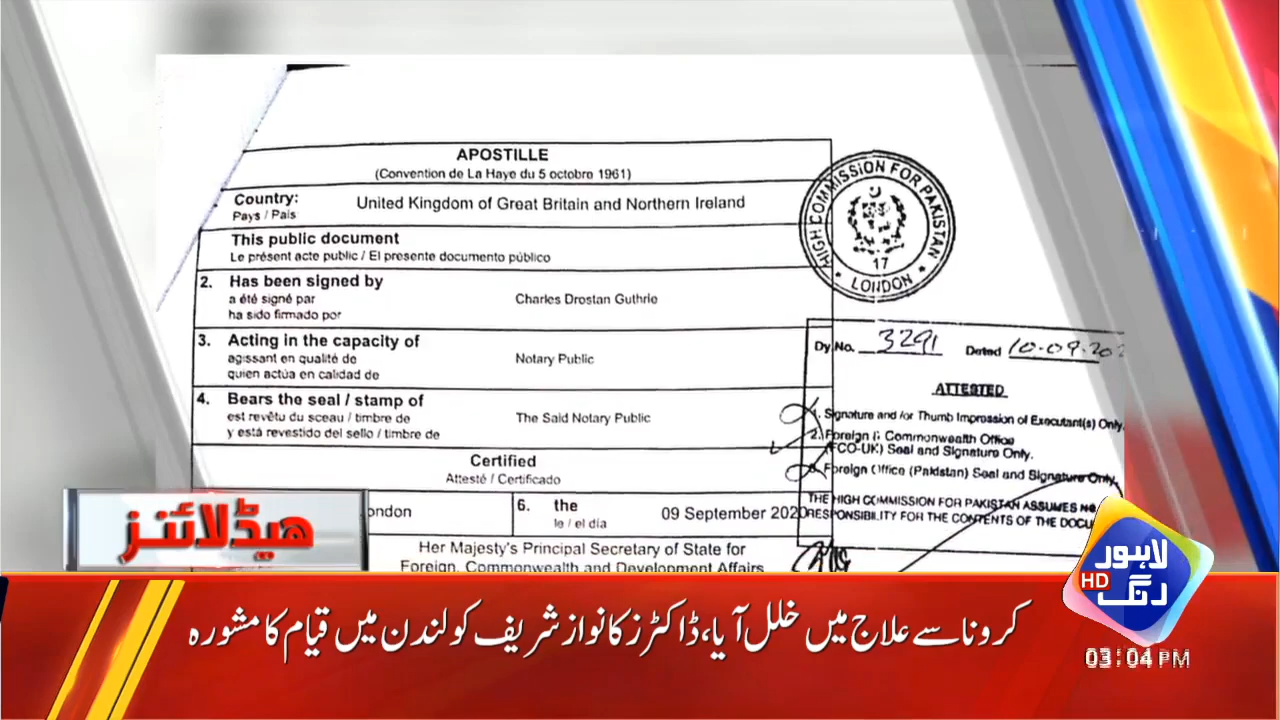 APOSTILLE
(Convention de La Haye du 5 octobre 1961)
Country:
Pays / Pais
United Kingdom of Great Britain and Northern Ireland
This public document
Le présent acte public / El presente documento público
2. Has been signed by
a été signé par
ha sido firmado por
Charles Drostan Guthrie
3. Acting in the capacity of
agissant en qualité de
quien actúa en calidad de
Notary Public
4. Bears the seal / stamp of
est revêtu du sceau / timbre de
y está revestido del sello / timbre de
The Said Notary Public
Certified
Attesté / Certificado
ondon
6. the
le / el día
09 September 2020
Her Majesty's Principal Secretary of State for
Foreign, Commonwealth and Development Affairs
HIGH COMMISSION FOR PAKISTAN
17
LONDON
Dy.No. 3291 Dated 10-09-202
ATTESTED
1. Signature and/or Thumb Impression of Executant(s) Only.
2. Foreign & Commonwealth Office
(FCO-UK) Seal and Signature Only.
3. Foreign Office (Pakistan) Seal and Signature Only
THE HIGH COMMISSION FOR PAKISTAN ASSUMES NO
RESPONSIBILITY FOR THE CONTENTS OF THE DOCU
ھیڈلائنز
کرونا سے علاج میں خلل آیا، ڈاکٹرز کا نواز شریف کو لندن میں قیام کا مشورہ
لاہور
رنگ
HD
03:04 PM